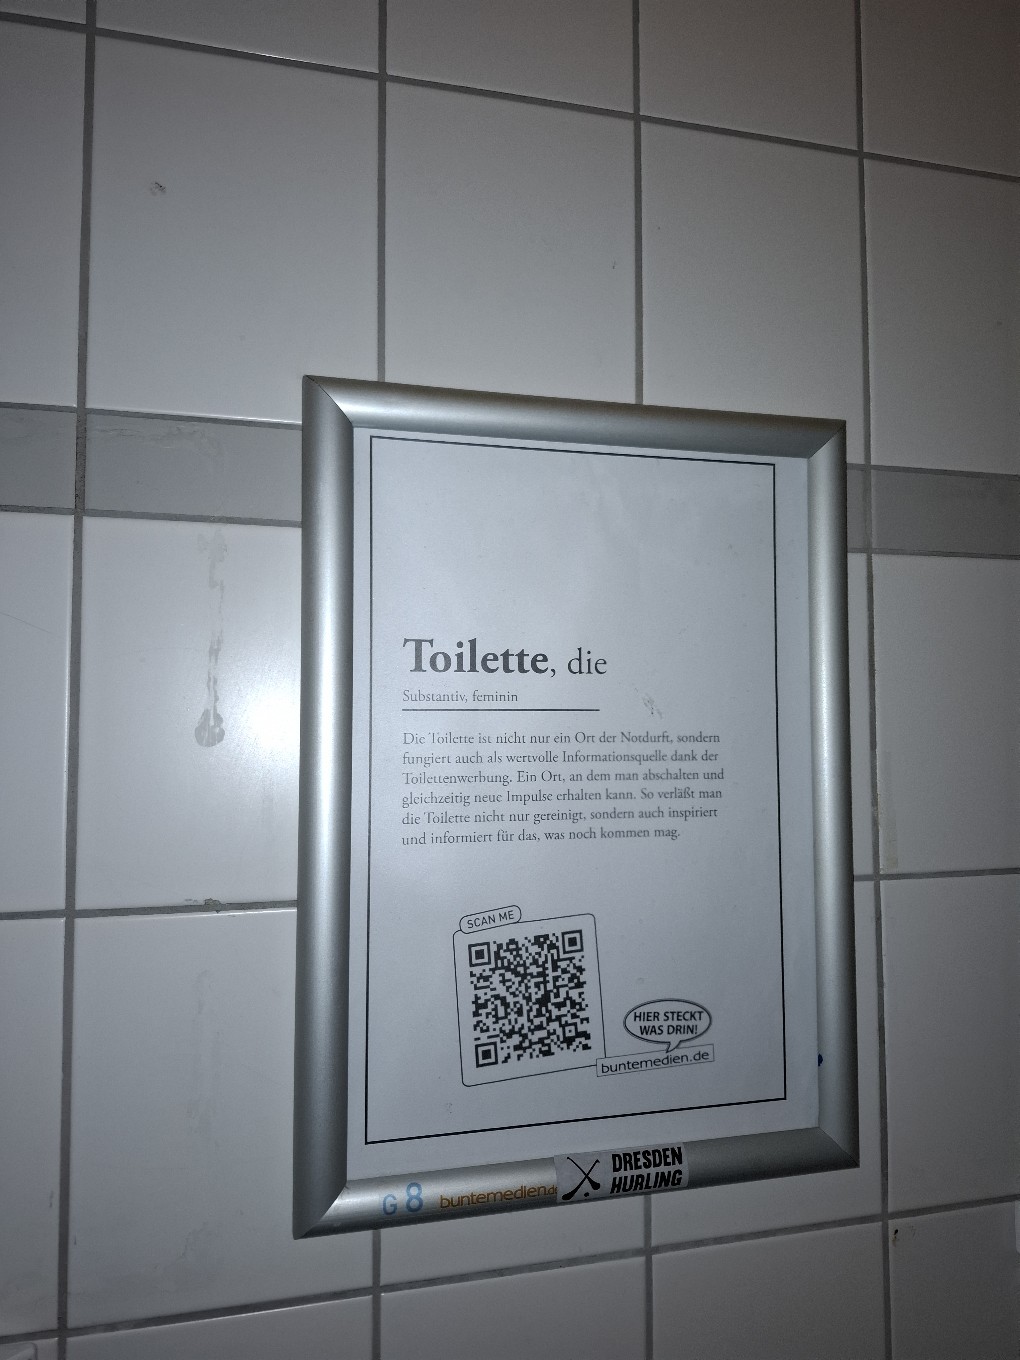 Toilette, die
Substantiv, feminin
Die Toilette ist nicht nur ein Ort der Notdurft, sondern
fungiert auch als wertvolle Informationsquelle dank der
Toilettenwerbung. Ein Ort, an dem man abschalten und
gleichzeitig neue Impulse erhalten kann. So verläßt man
die Toilette nicht nur gereinigt, sondern auch inspiriert
und informiert für das, was noch kommen mag.
SCAN ME
HIER STECKT
WAS DRIN!
buntemedien.de
G 8 buntemedien.de
DRESDEN
HURLING